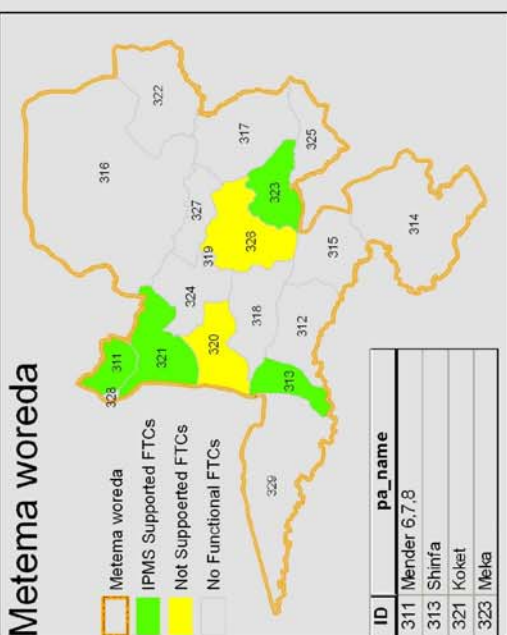 Metema woreda
Metema woreda
IPMS Supported FTCs
Not Suppoerted FTCs
No Functional FTCs
316
322
317
327
325
323
319
326
324
314
315
328
311
321
320
318
312
313
329
ID pa_name
311 Mender 6,7,8
313 Shinfa
321 Koket
323 Meka